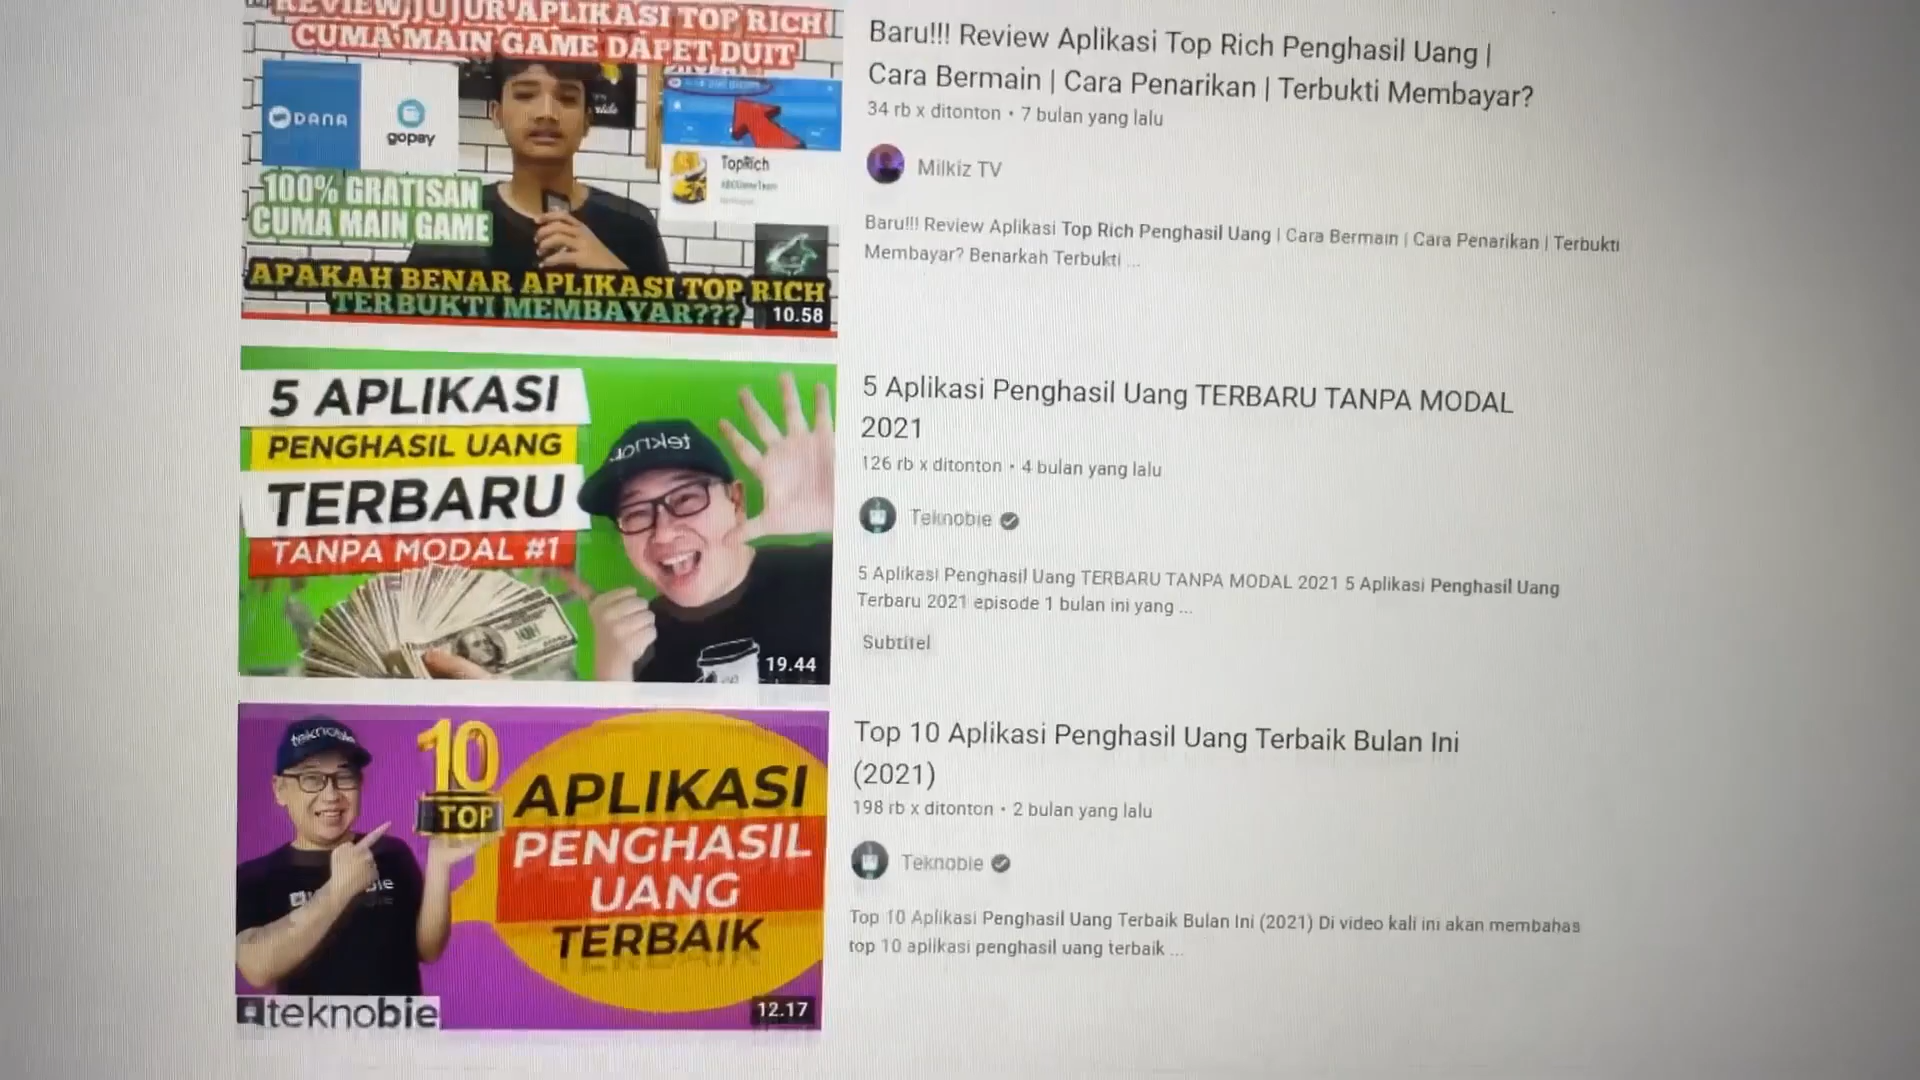 REVIEW JUJUR APLIKASI TOP RICH
CUMA MAIN GAME DAPET DUIT
DANA
gopay
TopRich
100% GRATISAN
CUMA MAIN GAME
APAKAH BENAR APLIKASI TOP RICH
TERBUKTI MEMBAYAR???
10.58
Baru!!! Review Aplikasi Top Rich Penghasil Uang |
Cara Bermain | Cara Penarikan | Terbukti Membayar?
34 rb x ditonton • 7 bulan yang lalu
Milkiz TV
Baru!!! Review Aplikasi Top Rich Penghasil Uang | Cara Bermain | Cara Penarikan | Terbukti
Membayar? Benarkah Terbukti ...
5 APLIKASI
PENGHASIL UANG
TERBARU
TANPA MODAL #1
19.44
5 Aplikasi Penghasil Uang TERBARU TANPA MODAL
2021
126 rb x ditonton • 4 bulan yang lalu
Teknobie
5 Aplikasi Penghasil Uang TERBARU TANPA MODAL 2021 5 Aplikasi Penghasil Uang
Terbaru 2021 episode 1 bulan ini yang ...
Subtitel
teknobie
10
TOP
APLIKASI
PENGHASIL
UANG
TERBAIK
teknobie
12.17
Top 10 Aplikasi Penghasil Uang Terbaik Bulan Ini
(2021)
198 rb x ditonton • 2 bulan yang lalu
Teknobie
Top 10 Aplikasi Penghasil Uang Terbaik Bulan Ini (2021) Di video kali ini akan membahas
top 10 aplikasi penghasil uang terbaik ...